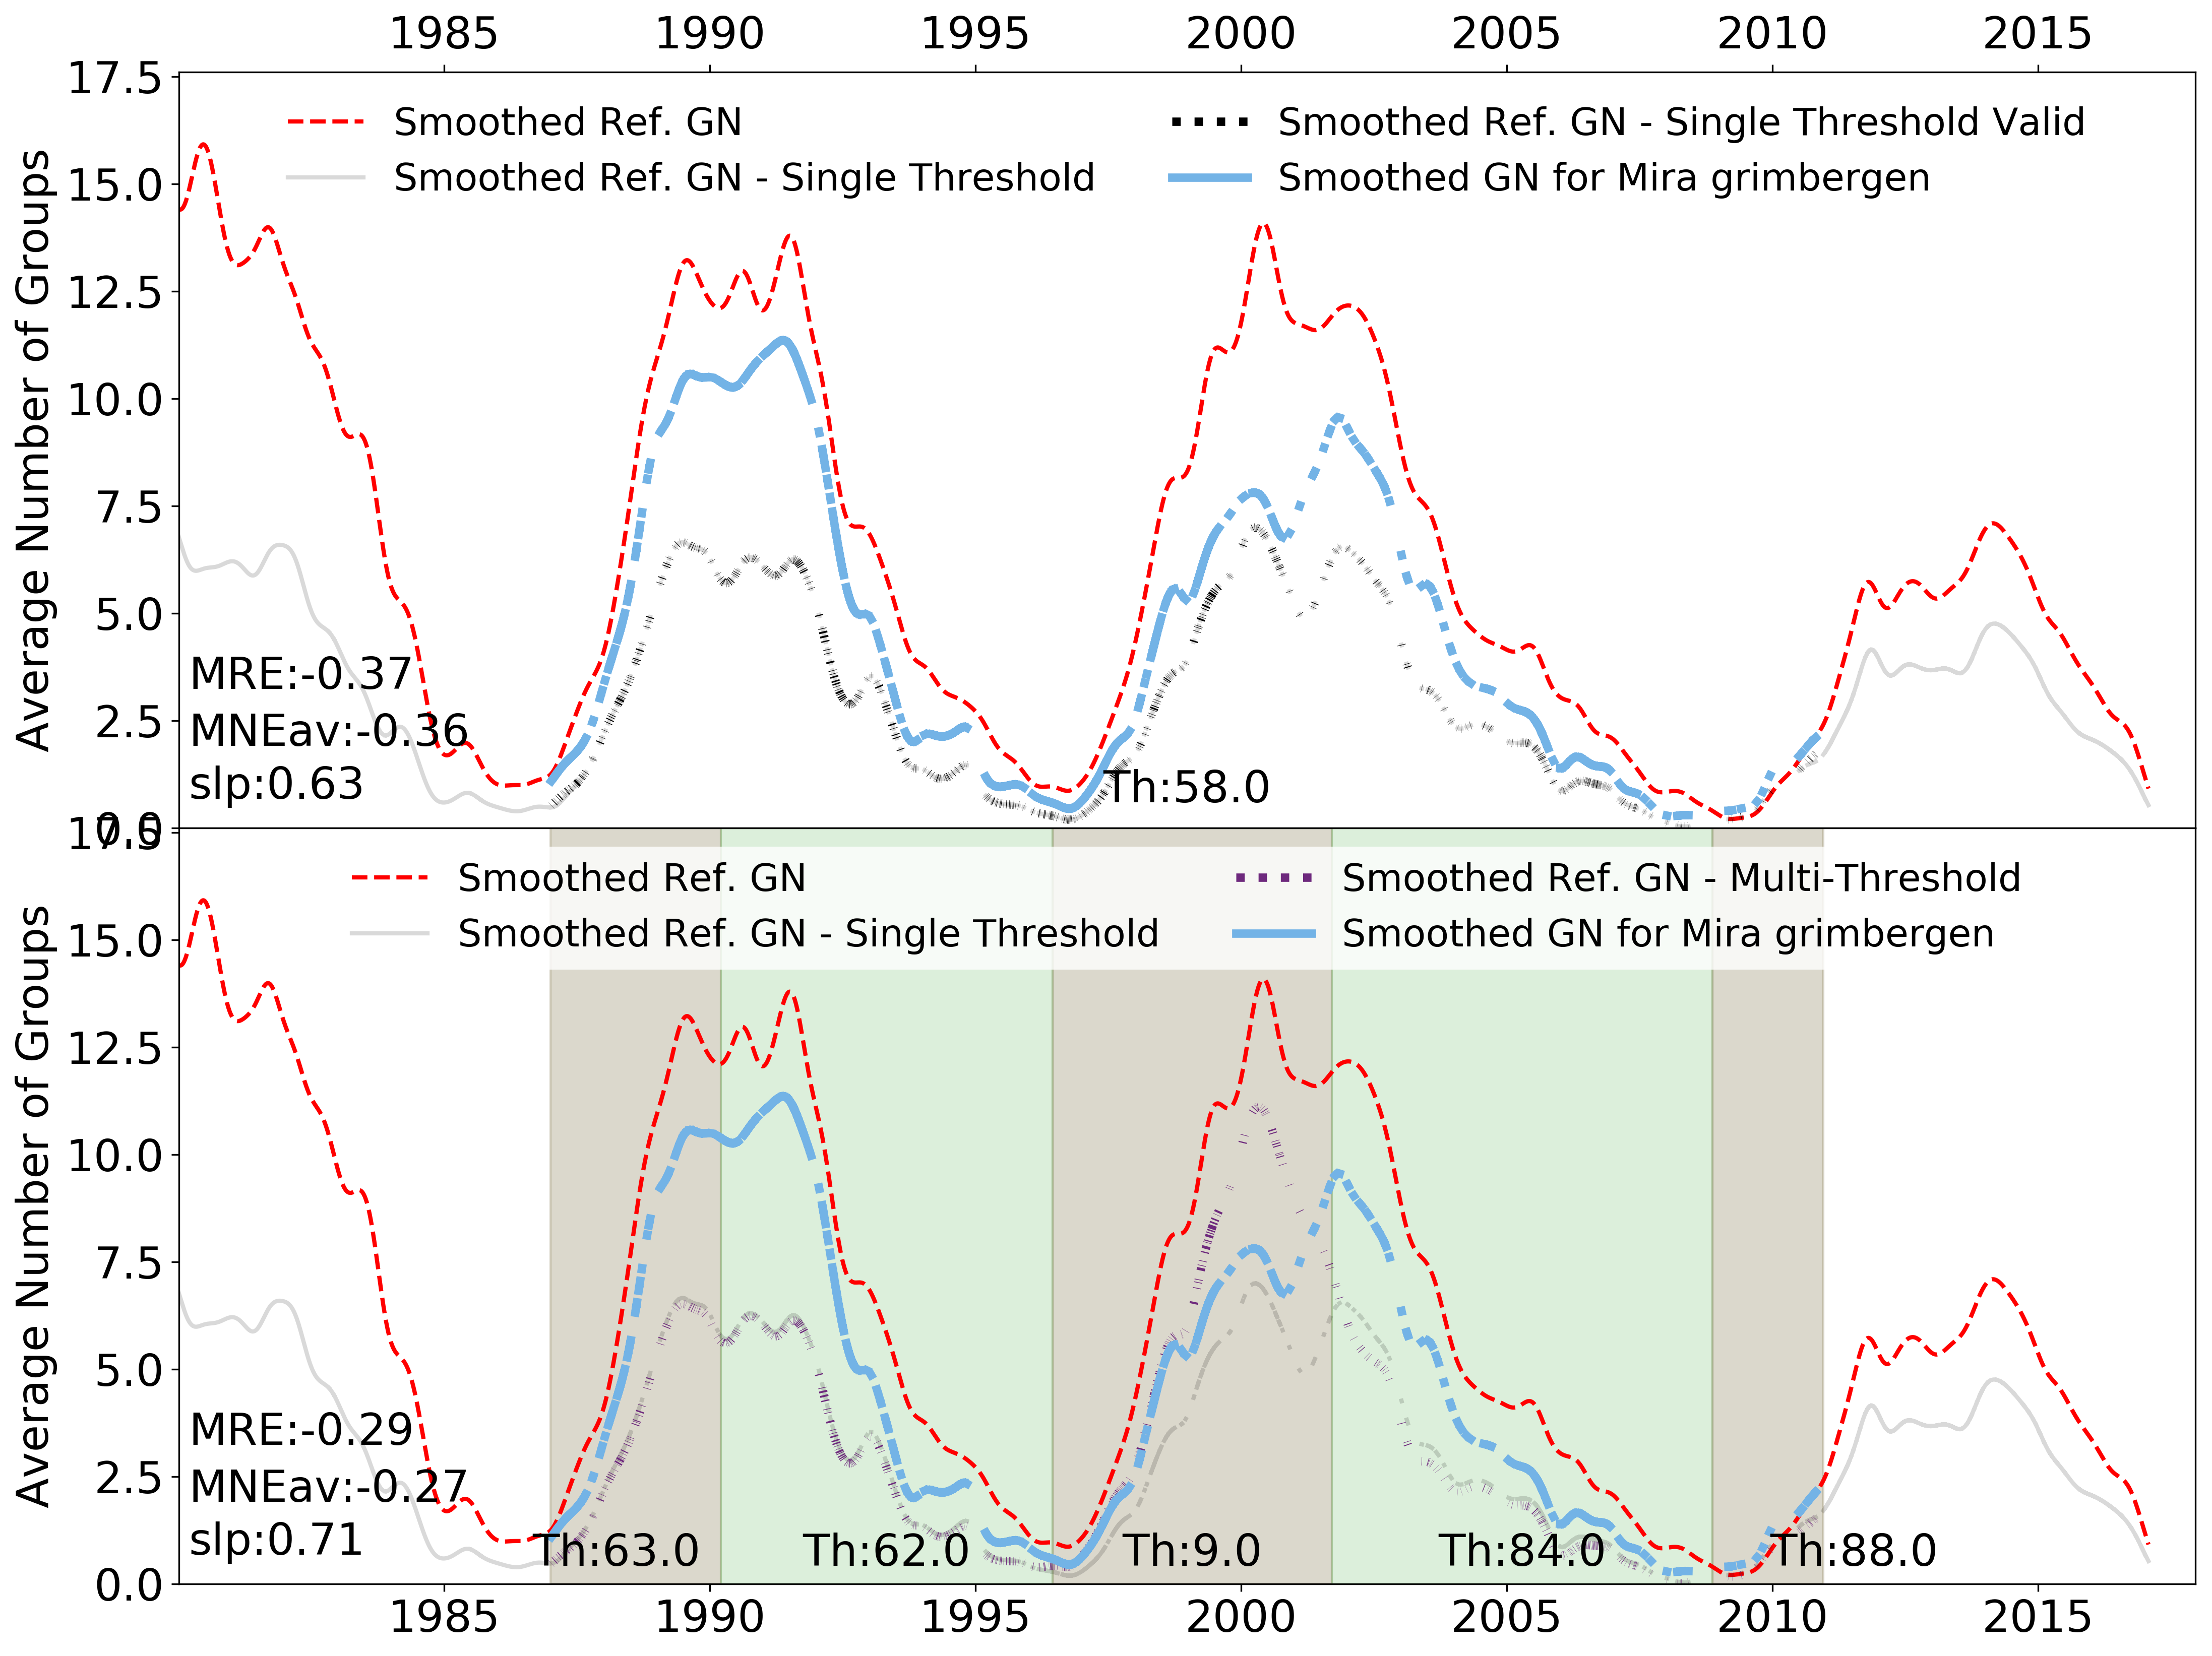 1985 1990 1995 2000 2005 2010 2015
17.5
15.0
12.5
10.0
7.5
5.0
2.5
0.0
Average Number of Groups
Smoothed Ref. GN
Smoothed Ref. GN - Single Threshold
Smoothed Ref. GN - Single Threshold Valid
Smoothed GN for Mira grimbergen
MRE:-0.37
MNEav:-0.36
slp:0.63
Th:58.0
17.5
15.0
12.5
10.0
7.5
5.0
2.5
0.0
Average Number of Groups
Smoothed Ref. GN
Smoothed Ref. GN - Single Threshold
Smoothed Ref. GN - Multi-Threshold
Smoothed GN for Mira grimbergen
MRE:-0.29
MNEav:-0.27
slp:0.71
Th:63.0 Th:62.0 Th:9.0 Th:84.0 Th:88.0
1985 1990 1995 2000 2005 2010 2015